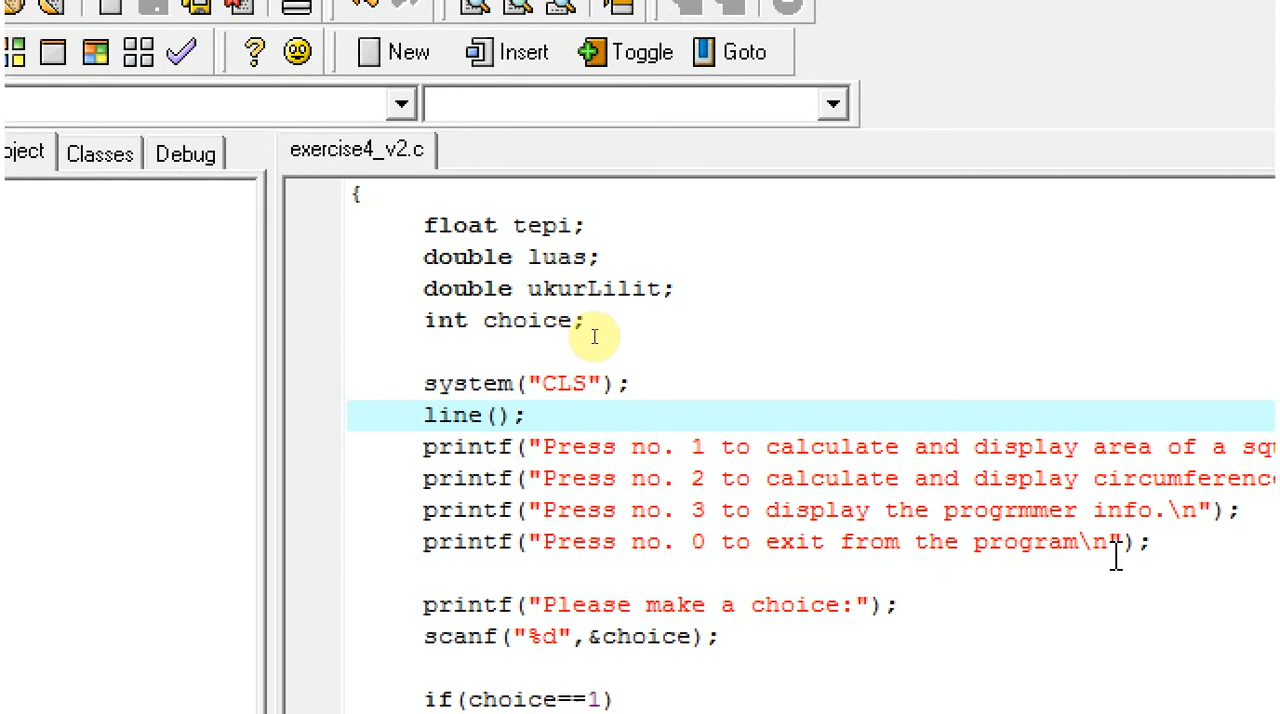 New Insert Toggle Goto
oject Classes Debug exercise4_v2.c
{
float tepi;
double luas;
double ukurLilit;
int choice;
system("CLS");
line();
printf("Press no. 1 to calculate and display area of a squ
printf("Press no. 2 to calculate and display circumference
printf("Press no. 3 to display the progrmmer info.\n");
printf("Press no. 0 to exit from the program\n");
printf("Please make a choice:");
scanf("%d",&choice);
if(choice==1)